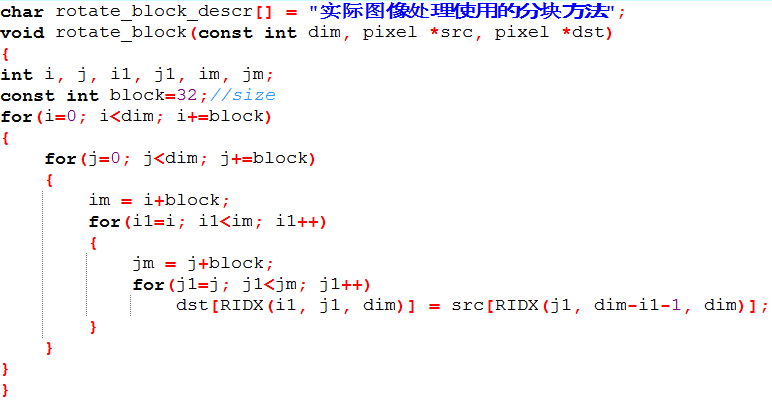 char rotate_block_descr[] = "实际图像处理使用的分块方法";
void rotate_block(const int dim, pixel *src, pixel *dst)
{
int i, j, i1, j1, im, jm;
const int block=32;//size
for(i=0; i<dim; i+=block)
{
    for(j=0; j<dim; j+=block)
    {
        im = i+block;
        for(i1=i; i1<im; i1++)
        {
            jm = j+block;
            for(j1=j; j1<jm; j1++)
                dst[RIDX(i1, j1, dim)] = src[RIDX(j1, dim-i1-1, dim)];
        }
    }
}
}